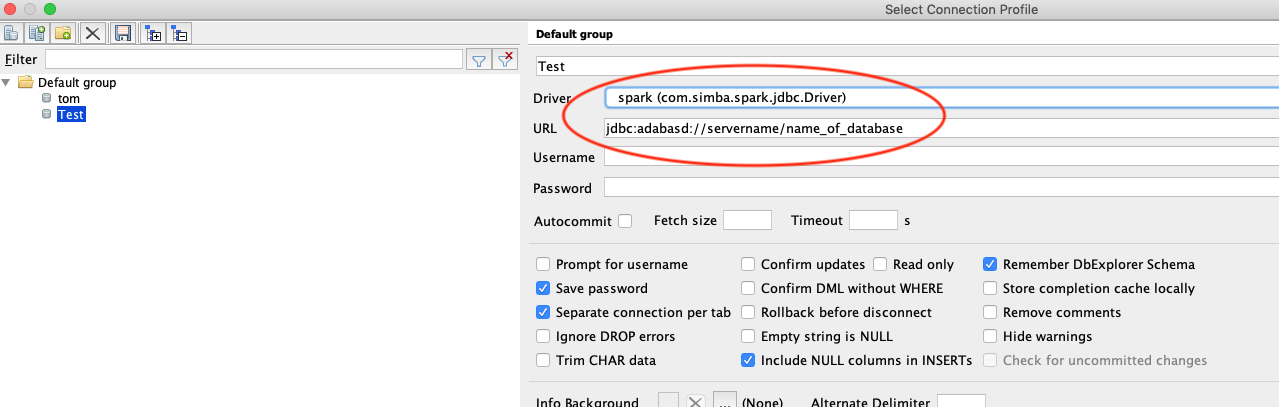 Select Connection Profile
Default group
Filter
Default group
tom
Test
Test
Driver spark (com.simba.spark.jdbc.Driver)
URL jdbc:adabasd://servername/name_of_database
Username
Password
Autocommit Fetch size Timeout s
Prompt for username Confirm updates Read only Remember DbExplorer Schema
Save password Confirm DML without WHERE Store completion cache locally
Separate connection per tab Rollback before disconnect Remove comments
Ignore DROP errors Empty string is NULL Hide warnings
Trim CHAR data Include NULL columns in INSERTs Check for uncommitted changes
Info Background ... (None) Alternate Delimiter